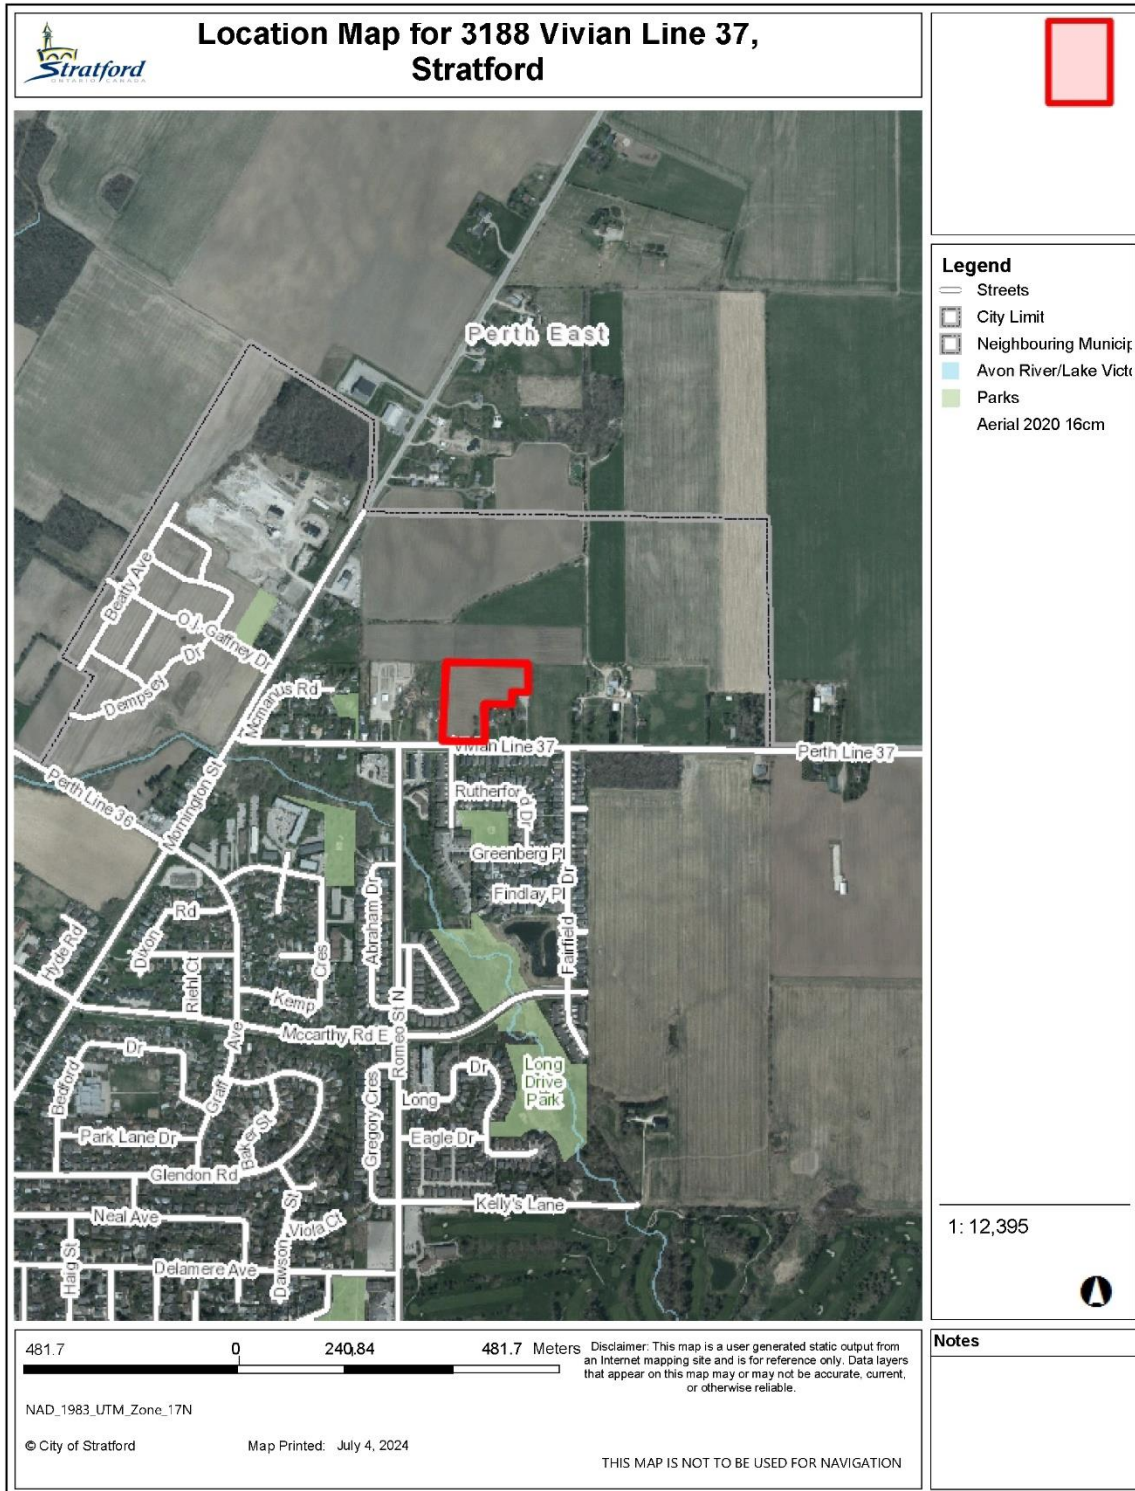 Location Map for 3188 Vivian Line 37,
Stratford
Stratford
ONTARIO CANADA
Legend
Streets
City Limit
Neighbouring Municip
Avon River/Lake Victo
Parks
Aerial 2020 16cm
Perth East
Beatty Ave
O.J. Gaffney Dr
Dempsey Dr
Mcmanus Rd
Vivian Line 37
Perth Line 37
Perth Line 36
Mornington St
Rutherford Dr
Greenberg Pl
Findlay Pl
Fairfield Dr
Abraham Dr
Dixon Rd
Hyde Rd
Riehl Ct
Kemp Cres
Mccarthy Rd E
Romeo St N
Bedford Dr
Graff Ave
Long Dr
Long
Drive
Park
Gregory Cres
Eagle Dr
Park Lane Dr
Baker St
Glendon Rd
Kelly's Lane
Neal Ave
Viola Ct
Dawson St
Haig St
Delamere Ave
1: 12,395
481.7 0 240.84 481.7 Meters
Disclaimer: This map is a user generated static output from
an Internet mapping site and is for reference only. Data layers
that appear on this map may or may not be accurate, current,
or otherwise reliable.
NAD_1983_UTM_Zone_17N
© City of Stratford
Map Printed: July 4, 2024
THIS MAP IS NOT TO BE USED FOR NAVIGATION
Notes